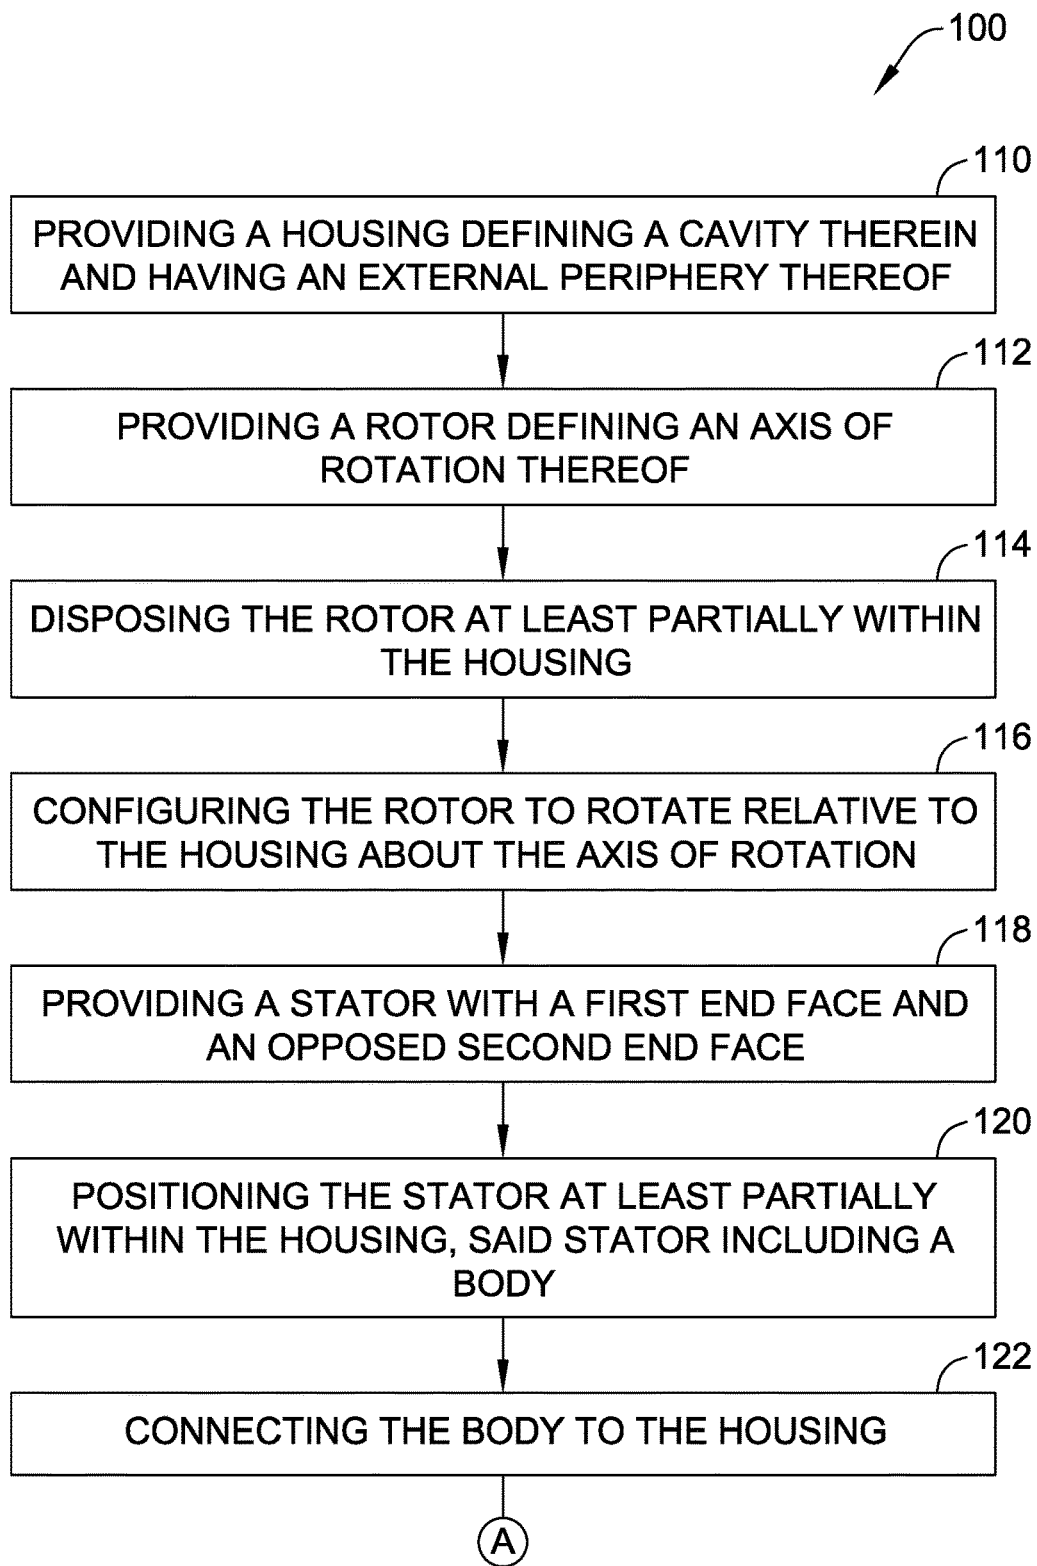 100
110
PROVIDING A HOUSING DEFINING A CAVITY THEREIN
AND HAVING AN EXTERNAL PERIPHERY THEREOF
112
PROVIDING A ROTOR DEFINING AN AXIS OF
ROTATION THEREOF
114
DISPOSING THE ROTOR AT LEAST PARTIALLY WITHIN
THE HOUSING
116
CONFIGURING THE ROTOR TO ROTATE RELATIVE TO
THE HOUSING ABOUT THE AXIS OF ROTATION
118
PROVIDING A STATOR WITH A FIRST END FACE AND
AN OPPOSED SECOND END FACE
120
POSITIONING THE STATOR AT LEAST PARTIALLY
WITHIN THE HOUSING, SAID STATOR INCLUDING A
BODY
122
CONNECTING THE BODY TO THE HOUSING
A